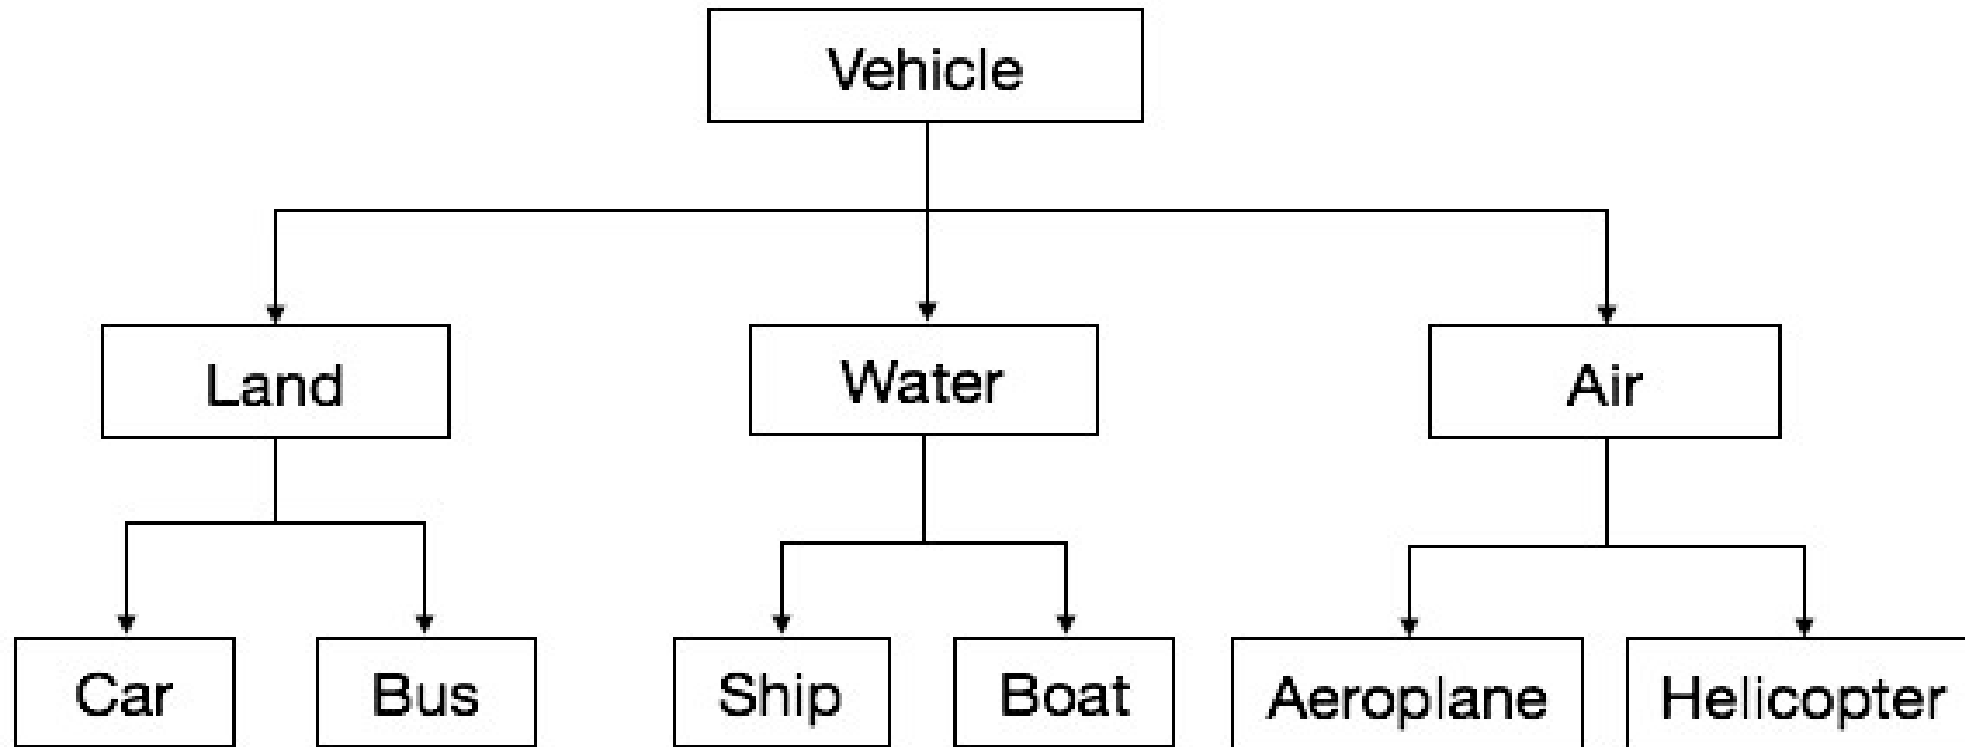 Vehicle
Land
Water
Air
Car
Bus
Ship
Boat
Aeroplane
Helicopter